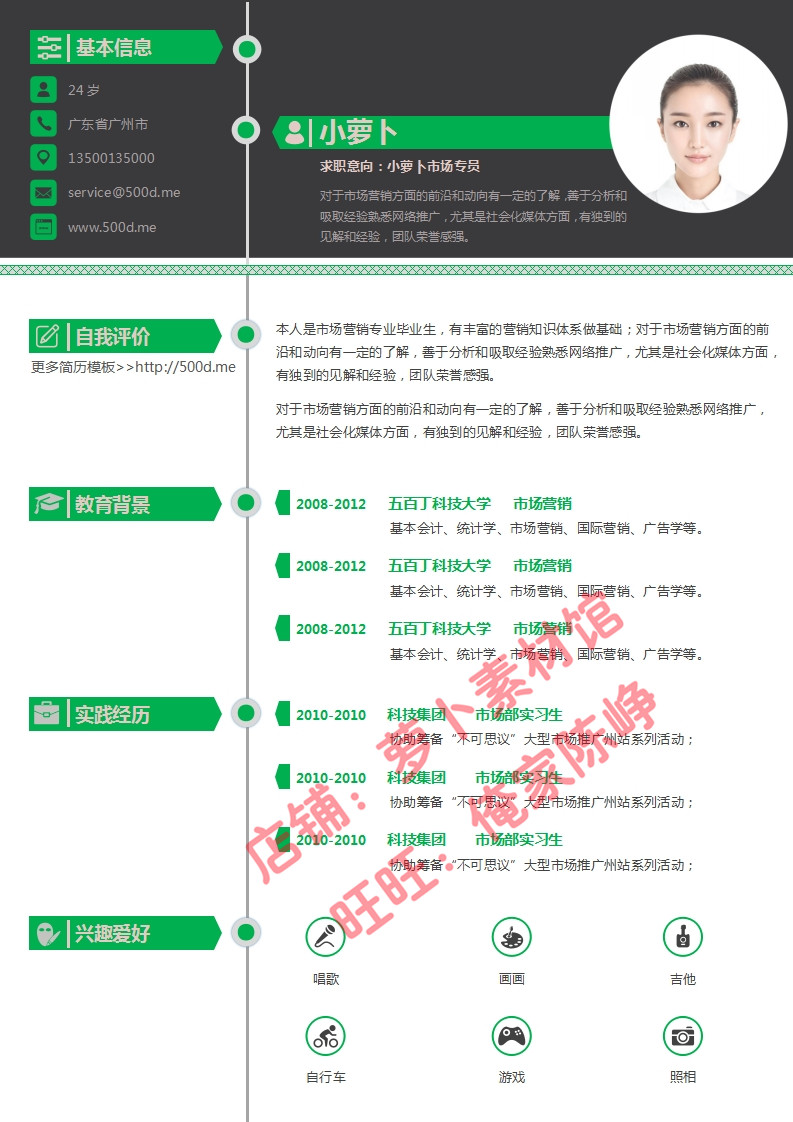 基本信息
24 岁
广东省广州市
13500135000
service@500d.me
www.500d.me
小萝卜
求职意向：小萝卜市场专员
对于市场营销方面的前沿和动向有一定的了解，善于分析和
吸取经验熟悉网络推广，尤其是社会化媒体方面，有独到的
见解和经验，团队荣誉感强。
自我评价
更多简历模板>>http://500d.me
本人是市场营销专业毕业生，有丰富的营销知识体系做基础；对于市场营销方面的前
沿和动向有一定的了解，善于分析和吸取经验熟悉网络推广，尤其是社会化媒体方面，
有独到的见解和经验，团队荣誉感强。
对于市场营销方面的前沿和动向有一定的了解，善于分析和吸取经验熟悉网络推广，
尤其是社会化媒体方面，有独到的见解和经验，团队荣誉感强。
教育背景
2008-2012 五百丁科技大学 市场营销
基本会计、统计学、市场营销、国际营销、广告学等。
2008-2012 五百丁科技大学 市场营销
基本会计、统计学、市场营销、国际营销、广告学等。
2008-2012 五百丁科技大学 市场营销
基本会计、统计学、市场营销、国际营销、广告学等。
实践经历
2010-2010 科技集团 市场部实习生
协助筹备“不可思议”大型市场推广州站系列活动；
2010-2010 科技集团 市场部实习生
协助筹备“不可思议”大型市场推广州站系列活动；
2010-2010 科技集团 市场部实习生
协助筹备“不可思议”大型市场推广州站系列活动；
店铺：萝卜素材馆
旺旺：俺家陈峥
兴趣爱好
唱歌 画画 吉他
自行车 游戏 照相